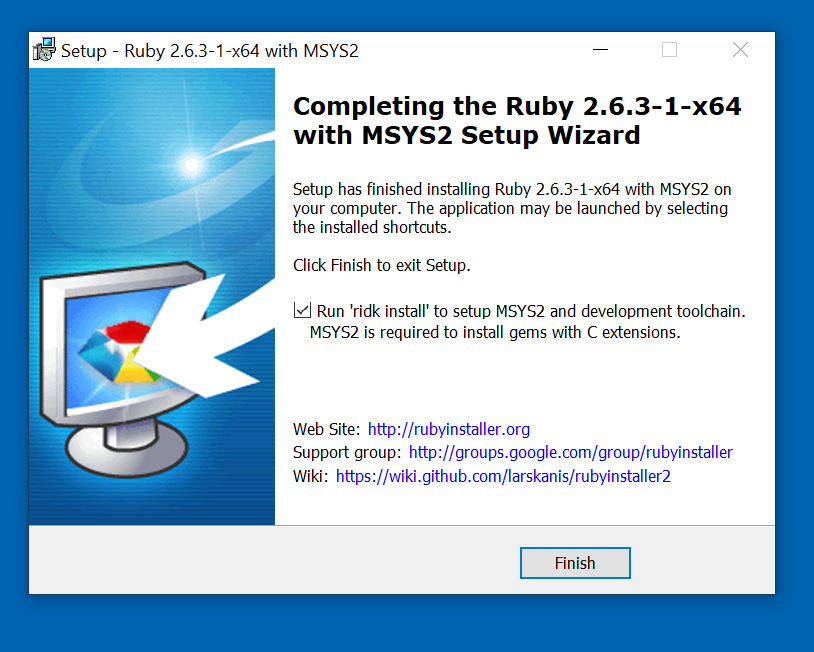 Setup - Ruby 2.6.3-1-x64 with MSYS2
Completing the Ruby 2.6.3-1-x64
with MSYS2 Setup Wizard
Setup has finished installing Ruby 2.6.3-1-x64 with MSYS2 on
your computer. The application may be launched by selecting
the installed shortcuts.
Click Finish to exit Setup.
Run 'ridk install' to setup MSYS2 and development toolchain.
MSYS2 is required to install gems with C extensions.
Web Site: http://rubyinstaller.org
Support group: http://groups.google.com/group/rubyinstaller
Wiki: https://wiki.github.com/larskanis/rubyinstaller2
Finish